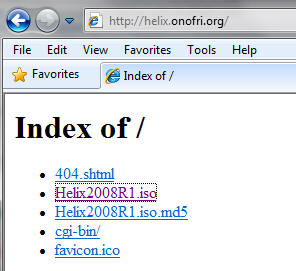 http://helix.onofri.org/
File Edit View Favorites Tools Help
Favorites Index of /
Index of /
404.shtml
Helix2008R1.iso
Helix2008R1.iso.md5
cgi-bin/
favicon.ico